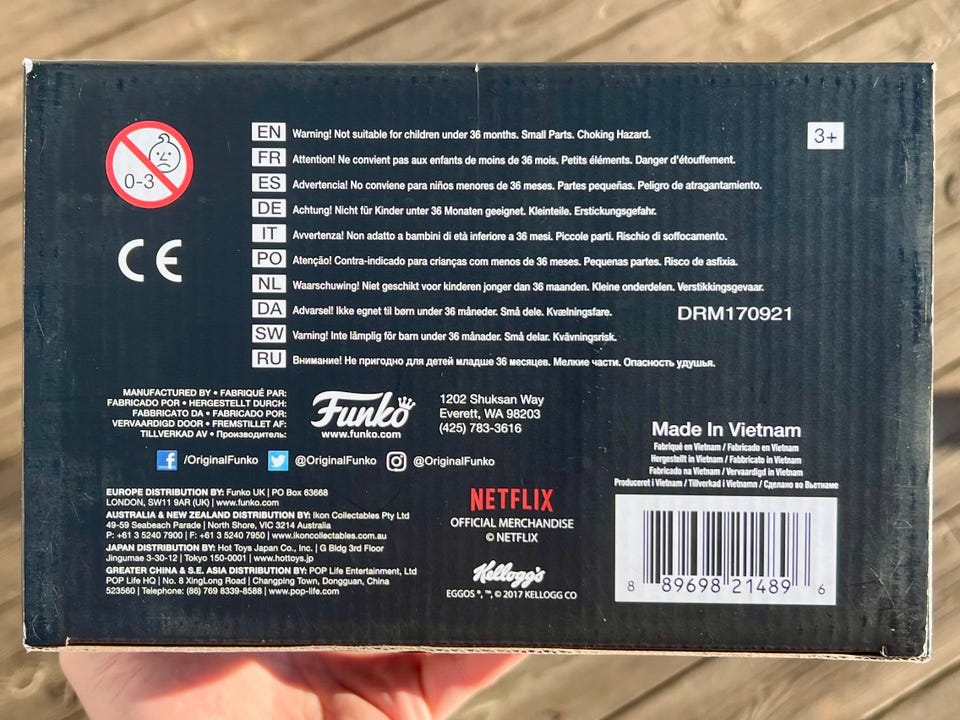 0-3
EN Warning! Not suitable for children under 36 months. Small Parts. Choking Hazard.
3+
FR Attention! Ne convient pas aux enfants de moins de 36 mois. Petits éléments. Danger d'étouffement.
ES Advertencia! No conviene para niños menores de 36 meses. Partes pequeñas. Peligro de atragantamiento.
DE Achtung! Nicht für Kinder unter 36 Monaten geeignet. Kleinteile. Erstickungsgefahr.
IT Avvertenza! Non adatto a bambini di età inferiore a 36 mesi. Piccole parti. Rischio di soffocamento.
PO Atenção! Contra-indicado para crianças com menos de 36 meses. Pequenas partes. Risco de asfixia.
NL Waarschuwing! Niet geschikt voor kinderen jonger dan 36 maanden. Kleine onderdelen. Verstikkingsgevaar.
DA Advarsel! Ikke egnet til børn under 36 måneder. Små dele. Kvælningsfare.
SW Varning! Inte lämplig för barn under 36 månader. Små delar. Kvävningsrisk.
RU Внимание! Не пригодно для детей младше 36 месяцев. Мелкие части. Опасность удушья.
CE
DRM170921
MANUFACTURED BY • FABRIQUÉ PAR:
FABRICADO POR • HERGESTELLT DURCH:
FABBRICATO DA • FABRICADO POR:
VERVAARDIGD DOOR • FREMSTILLET AF:
TILLVERKAD AV • Производитель:
Funko
www.funko.com
1202 Shuksan Way
Everett, WA 98203
(425) 783-3616
/OriginalFunko @OriginalFunko @OriginalFunko
EUROPE DISTRIBUTION BY: Funko UK | PO Box 63668
LONDON, SW11 9AR (UK) | www.funko.com
AUSTRALIA & NEW ZEALAND DISTRIBUTION BY: Ikon Collectables Pty Ltd
49-59 Seabeach Parade | North Shore, VIC 3214 Australia
P: +61 3 5240 7900 | F: +61 3 5240 7950 | www.ikoncollectables.com.au
JAPAN DISTRIBUTION BY: Hot Toys Japan Co., Inc. | G Bldg 3rd Floor
Jingumae 3-30-12 | Tokyo 150-0001 | www.hottoys.jp
GREATER CHINA & S.E. ASIA DISTRIBUTION BY: POP Life Entertainment, Ltd
POP Life HQ | No. 8 XingLong Road | Changping Town, Dongguan, China
523560 | Telephone: (86) 769 8339-8588 | www.pop-life.com
NETFLIX
OFFICIAL MERCHANDISE
© NETFLIX
Kellogg's
EGGOS ®, ™, © 2017 KELLOGG CO
Made In Vietnam
Fabriqué en Vietnam / Fabricado en Vietnam
Hergestellt in Vietnam / Fabbricato in Vietnam
Fabricado na Vietnam / Vervaardigd in Vietnam
Produceret i Vietnam / Tillverkad i Vietnamn / Сделано во Вьетнаме
8 89698 21489 6